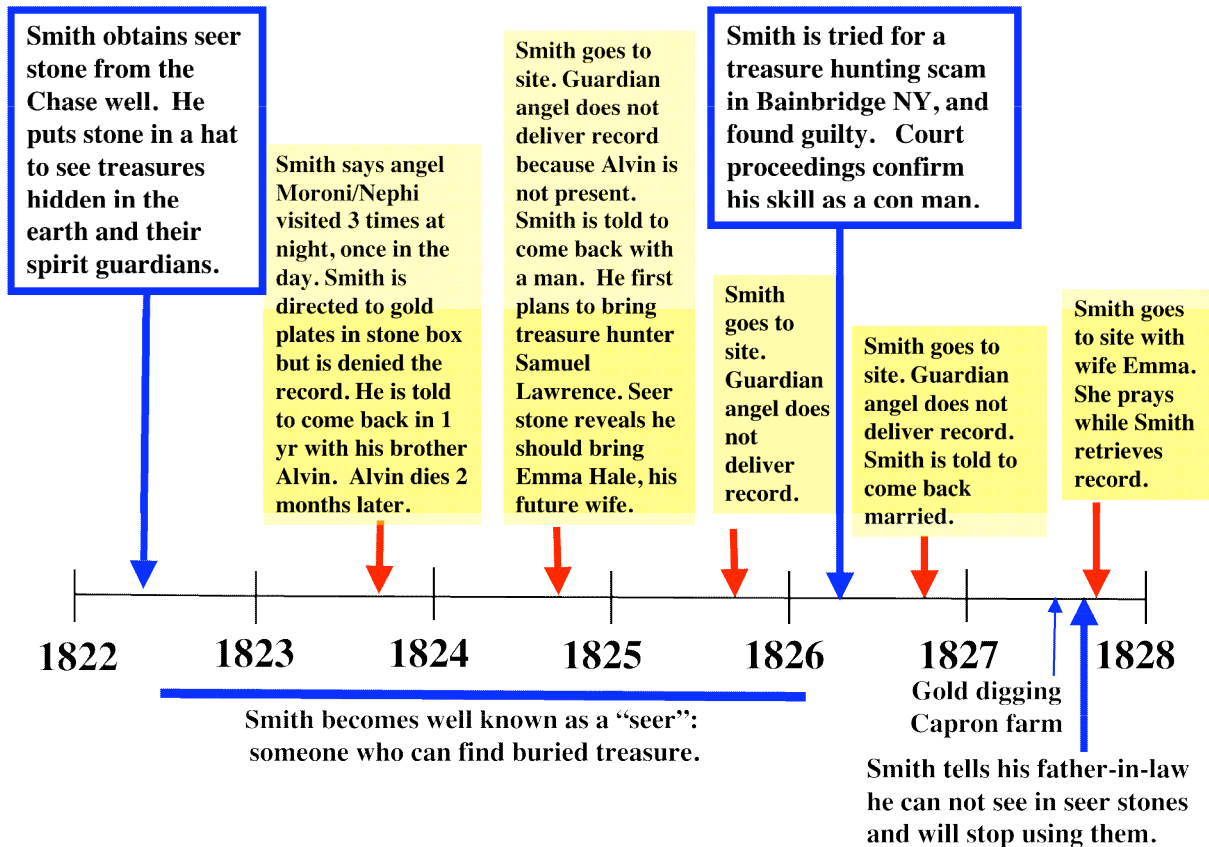 Smith obtains seer
stone from the
Chase well.  He
puts stone in a hat
to see treasures
hidden in the
earth and their
spirit guardians.
Smith says angel
Moroni/Nephi
visited 3 times at
night, once in the
day. Smith is
directed to gold
plates in stone box
but is denied the
record. He is told
to come back in 1
yr with his brother
Alvin.  Alvin dies 2
months later.
Smith goes to
site. Guardian
angel does not
deliver record
because Alvin is
not present.
Smith is told to
come back with
a man.  He first
plans to bring
treasure hunter
Samuel
Lawrence. Seer
stone reveals he
should bring
Emma Hale, his
future wife.
Smith
goes to
site.
Guardian
angel does
not
deliver
record.
Smith is tried for a
treasure hunting scam
in Bainbridge NY, and
found guilty.   Court
proceedings confirm
his skill as a con man.
Smith goes to
site. Guardian
angel does not
deliver record.
Smith is told to
come back
married.
Smith goes
to site with
wife Emma.
She prays
while Smith
retrieves
record.
1822 1823 1824 1825 1826 1827 1828
Smith becomes well known as a “seer”:
someone who can find buried treasure.
Gold digging
Capron farm
Smith tells his father-in-law
he can not see in seer stones
and will stop using them.